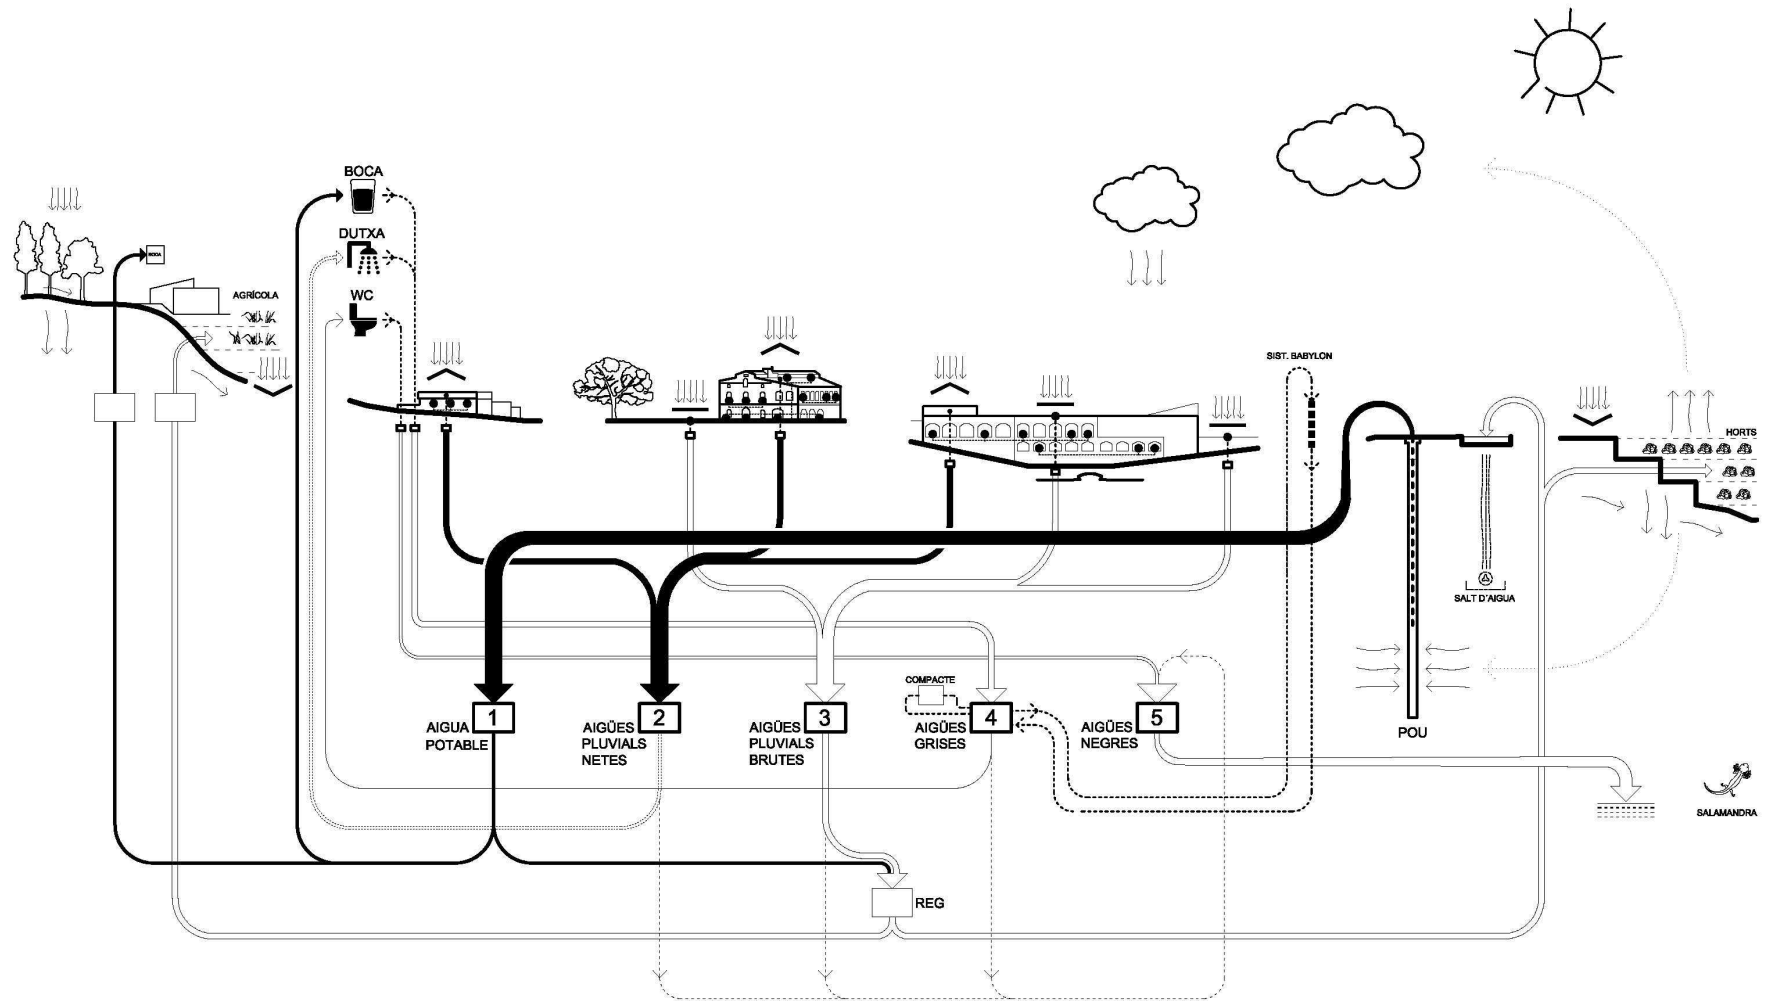 BOCA
DUTXA
BOCA
WC
AGRÍCOLA
SIST. BABYLON
HORTS
SALT D'AIGUA
COMPACTE
1
2
3
4
5
AIGUA
POTABLE
AIGÜES
PLUVIALS
NETES
AIGÜES
PLUVIALS
BRUTES
AIGÜES
GRISES
AIGÜES
NEGRES
POU
SALAMANDRA
REG